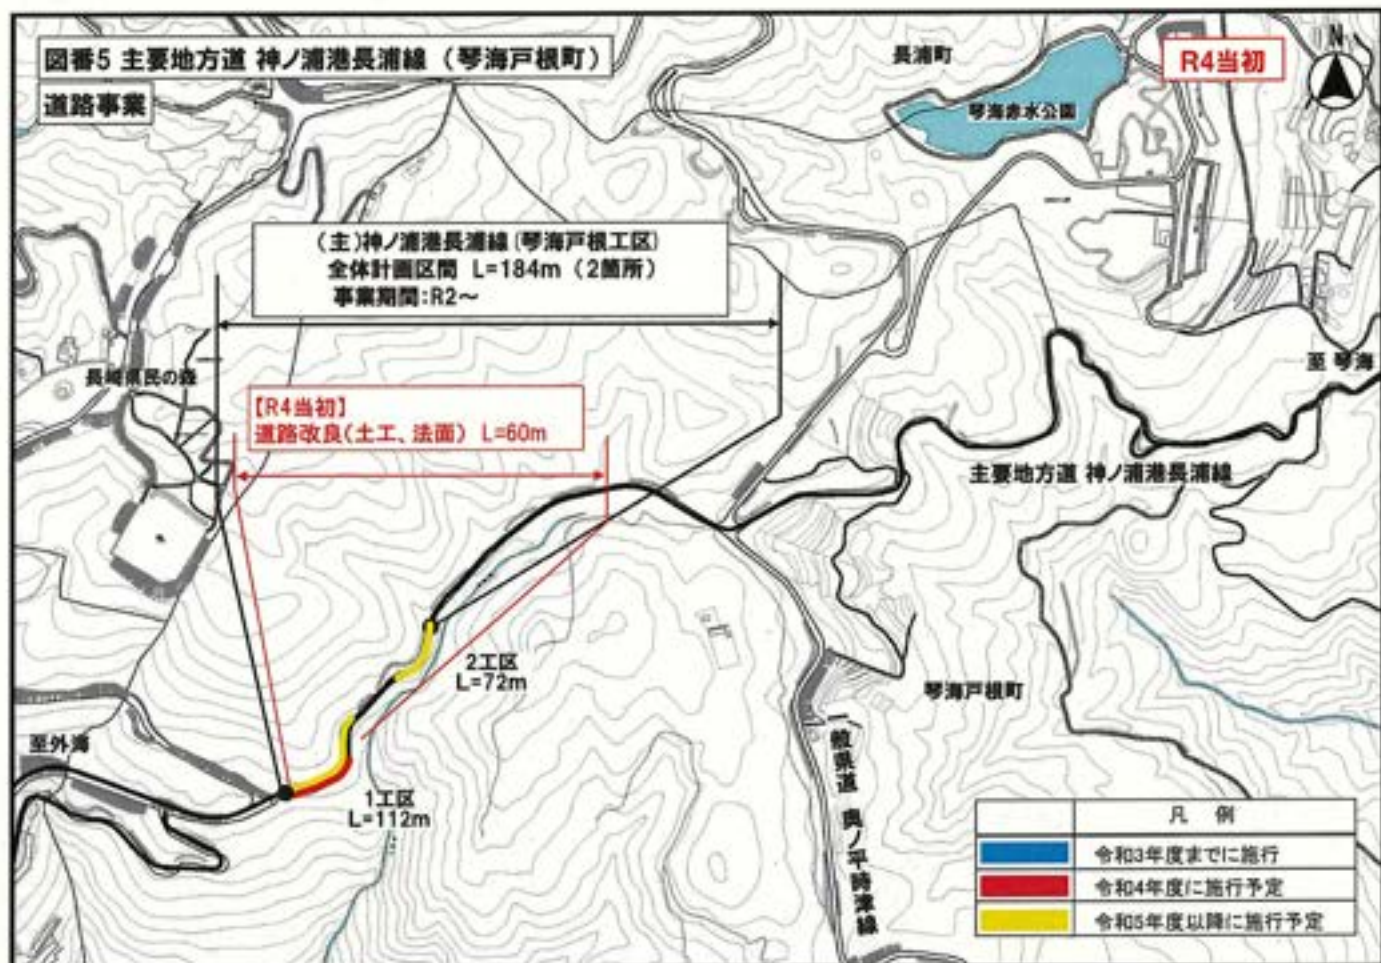 図番5 主要地方道 神ノ浦港長浦線 （琴海戸根町）
道路事業
長浦町
R4当初
N
琴海赤水公園
（主）神ノ浦港長浦線（琴海戸根工区）
全体計画区間 L=184m （2箇所）
事業期間：R2～
至 琴海
長崎県民の森
【R4当初】
道路改良（土工、法面） L=60m
主要地方道 神ノ浦港長浦線
2工区
L=72m
琴海戸根町
至外海
1工区
L=112m
一般県道 奥ノ平時津線
凡 例
令和3年度までに施行
令和4年度に施行予定
令和5年度以降に施行予定